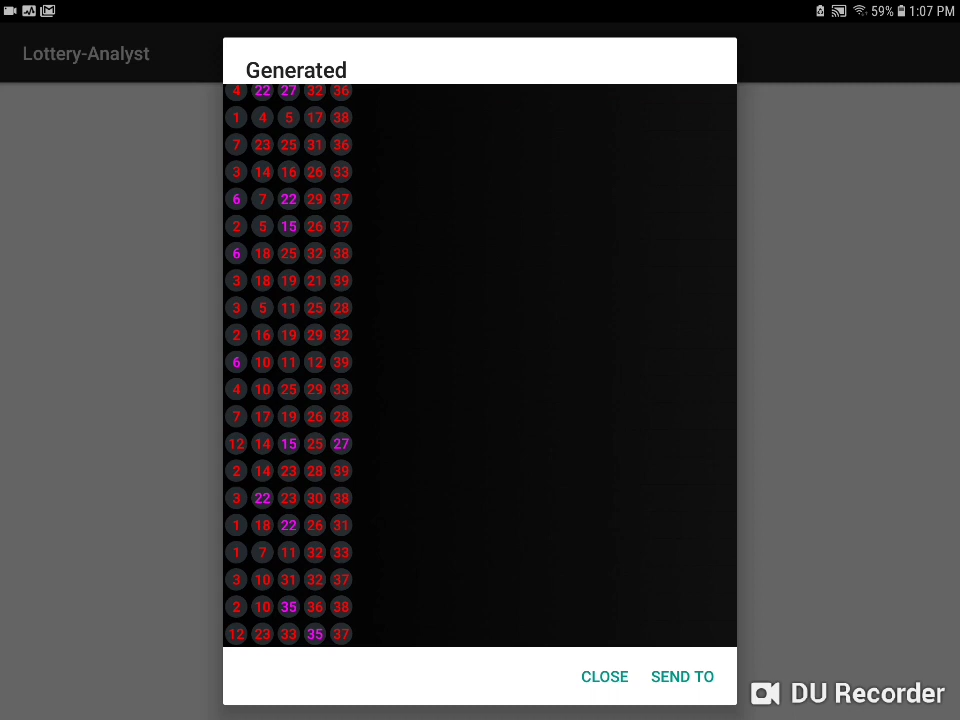 59% 1:07 PM
Lottery-Analyst
Generated
4 22 27 32 36
1 4 5 17 38
7 23 25 31 36
3 14 16 26 33
6 7 22 29 37
2 5 15 26 37
6 18 25 32 38
3 18 19 21 39
3 5 11 25 28
2 16 19 29 32
6 10 11 12 39
4 10 25 29 33
7 17 19 26 28
12 14 15 25 27
2 14 23 28 39
3 22 23 30 38
1 18 22 26 31
1 7 11 32 33
3 10 31 32 37
2 10 35 36 38
12 23 33 35 37
CLOSE SEND TO
DU Recorder